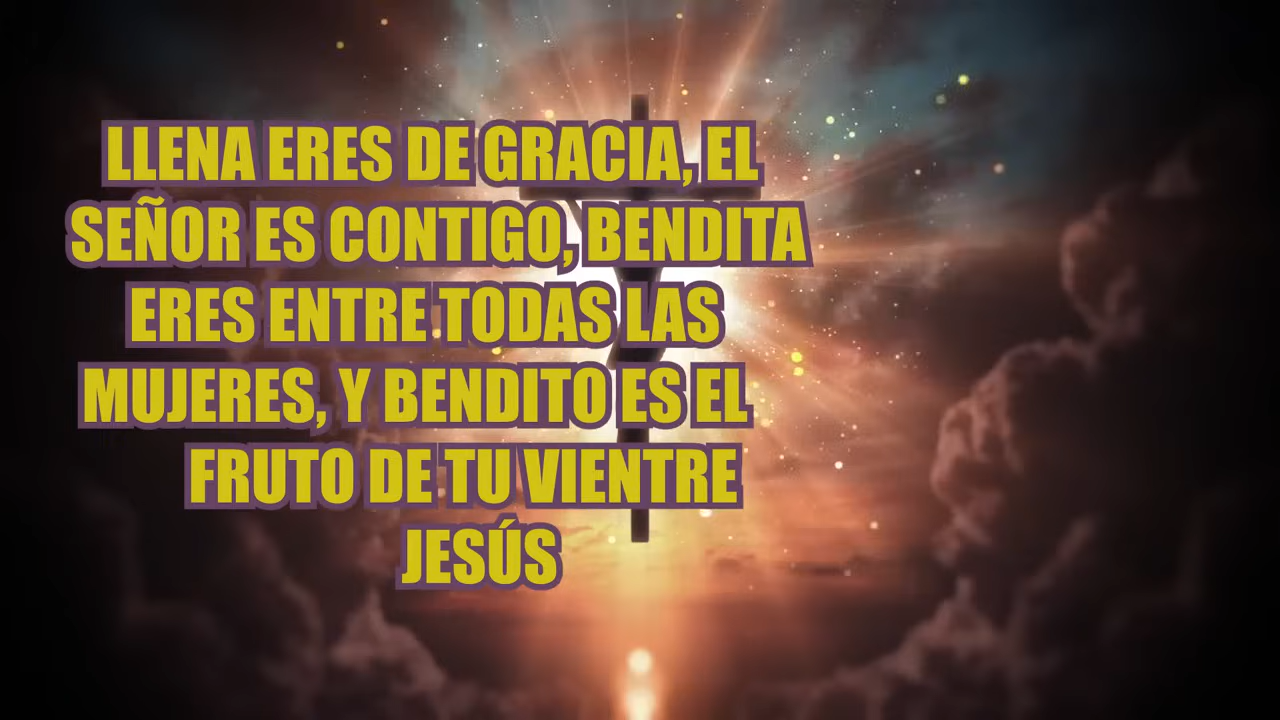 LLENA ERES DE GRACIA, EL
SEÑOR ES CONTIGO, BENDITA
ERES ENTRE TODAS LAS
MUJERES, Y BENDITO ES EL
FRUTO DE TU VIENTRE
JESÚS